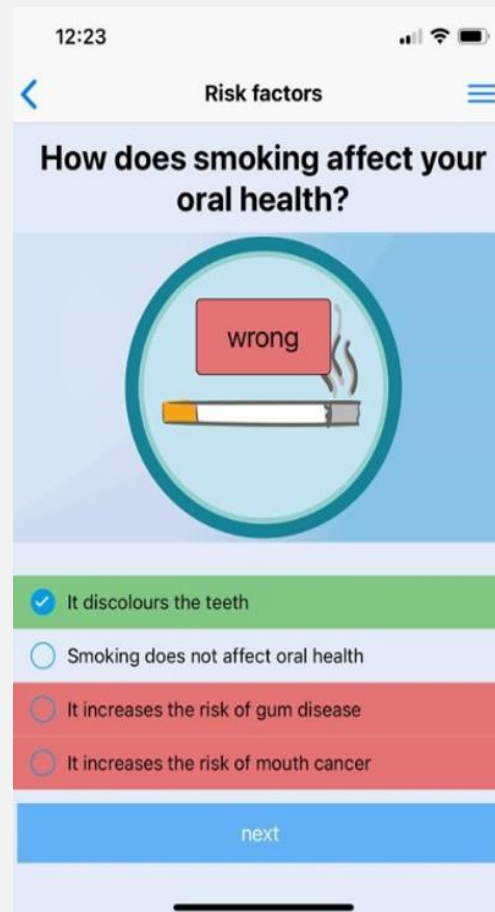 12:23
Risk factors
How does smoking affect your
oral health?
wrong
It discolours the teeth
Smoking does not affect oral health
It increases the risk of gum disease
It increases the risk of mouth cancer
next